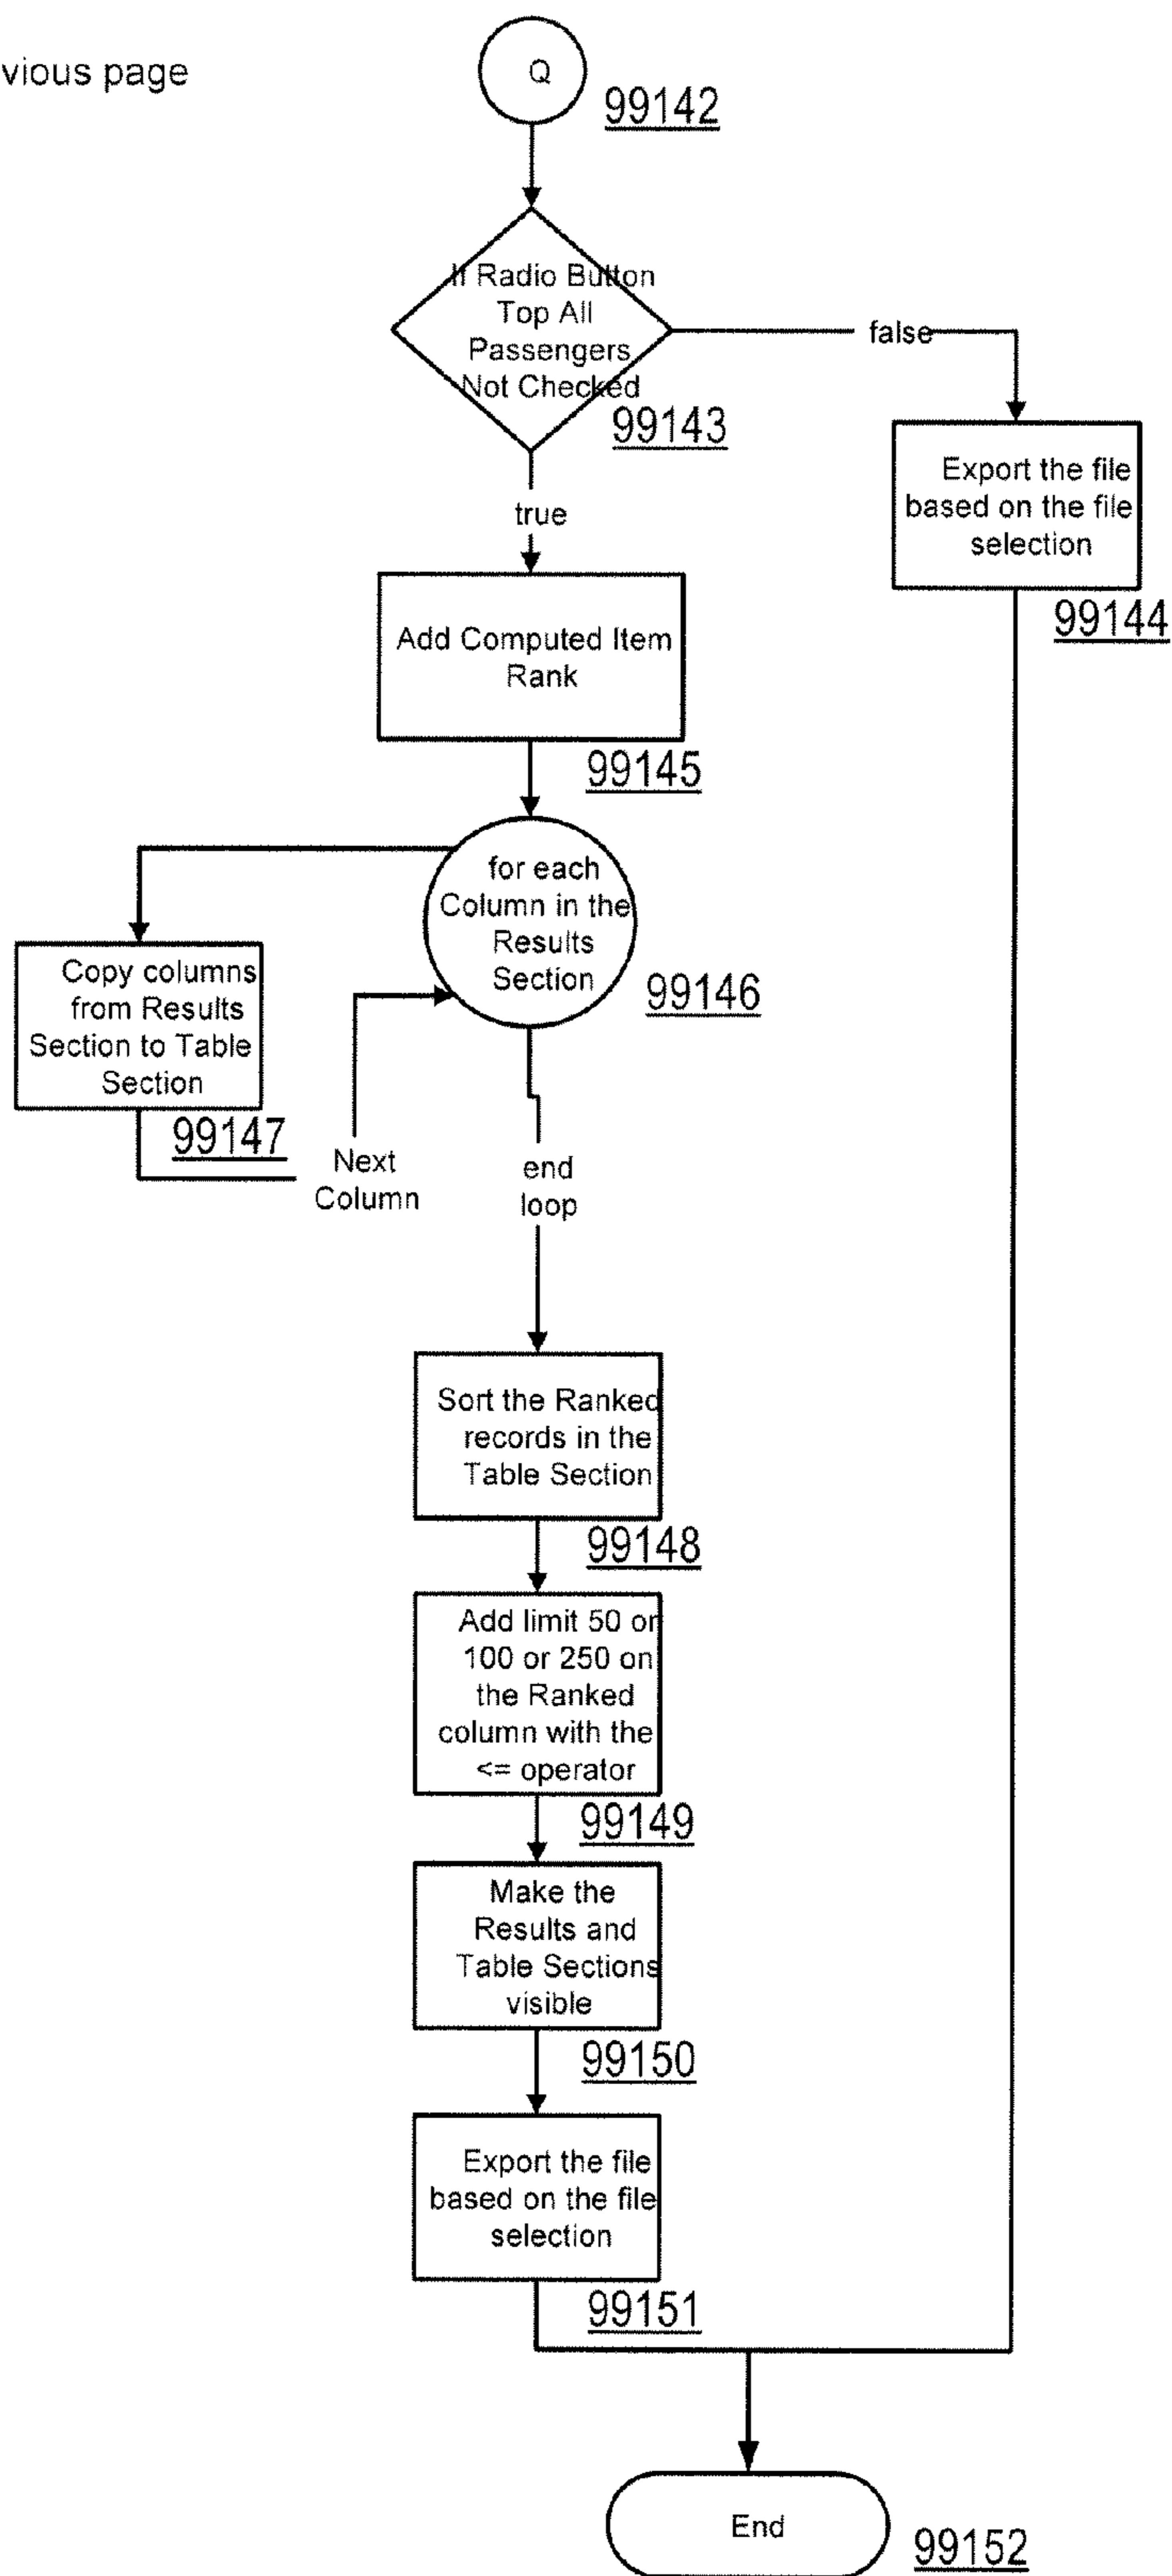 vious page
Q
99142
If Radio Button
Top All
Passengers
Not Checked
99143
false
true
Export the file
based on the file
selection
99144
Add Computed Item
Rank
99145
for each
Column in the
Results
Section
99146
Copy columns
from Results
Section to Table
Section
99147
Next
Column
end
loop
Sort the Ranked
records in the
Table Section
99148
Add limit 50 or
100 or 250 on
the Ranked
column with the
<= operator
99149
Make the
Results and
Table Sections
visible
99150
Export the file
based on the file
selection
99151
End
99152